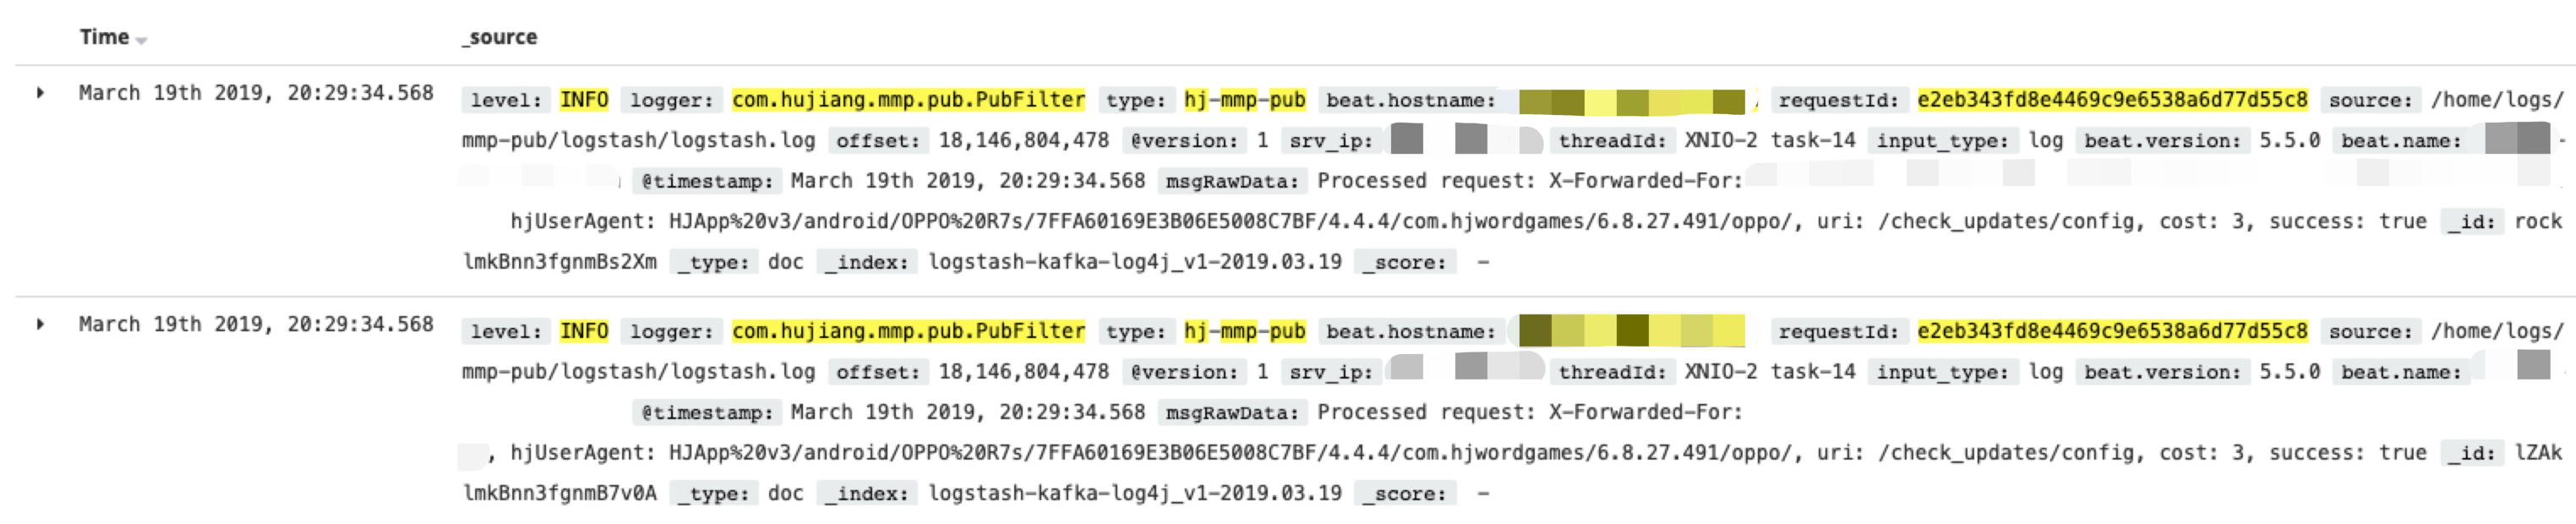 Time _source
March 19th 2019, 20:29:34.568 level: INFO logger: com.hujiang.mmp.pub.PubFilter type: hj-mmp-pub beat.hostname: requestId: e2eb343fd8e4469c9e6538a6d77d55c8 source: /home/logs/
mmp-pub/logstash/logstash.log offset: 18,146,804,478 @version: 1 srv_ip: threadId: XNIO-2 task-14 input_type: log beat.version: 5.5.0 beat.name: -
@timestamp: March 19th 2019, 20:29:34.568 msgRawData: Processed request: X-Forwarded-For:
hjUserAgent: HJApp%20v3/android/OPPO%20R7s/7FFA60169E3B06E5008C7BF/4.4.4/com.hjwordgames/6.8.27.491/oppo/, uri: /check_updates/config, cost: 3, success: true _id: rock
lmkBnn3fgnmBs2Xm _type: doc _index: logstash-kafka-log4j_v1-2019.03.19 _score: -
March 19th 2019, 20:29:34.568 level: INFO logger: com.hujiang.mmp.pub.PubFilter type: hj-mmp-pub beat.hostname: requestId: e2eb343fd8e4469c9e6538a6d77d55c8 source: /home/logs/
mmp-pub/logstash/logstash.log offset: 18,146,804,478 @version: 1 srv_ip: threadId: XNIO-2 task-14 input_type: log beat.version: 5.5.0 beat.name:
@timestamp: March 19th 2019, 20:29:34.568 msgRawData: Processed request: X-Forwarded-For:
, hjUserAgent: HJApp%20v3/android/OPPO%20R7s/7FFA60169E3B06E5008C7BF/4.4.4/com.hjwordgames/6.8.27.491/oppo/, uri: /check_updates/config, cost: 3, success: true _id: lZAk
lmkBnn3fgnmB7v0A _type: doc _index: logstash-kafka-log4j_v1-2019.03.19 _score: -